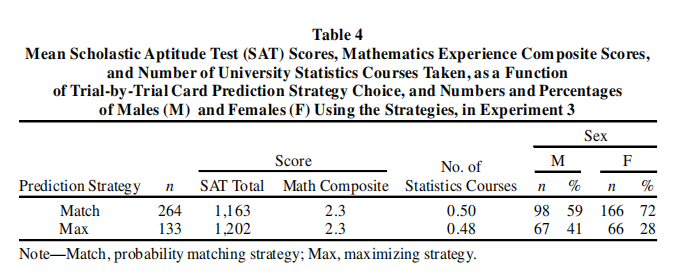 Table 4
Mean Scholastic Aptitude Test (SAT) Scores, Mathematics Experience Composite Scores,
and Number of University Statistics Courses Taken, as a Function
of Trial-by-Trial Card Prediction Strategy Choice, and Numbers and Percentages
of Males (M) and Females (F) Using the Strategies, in Experiment 3
Sex
Score No. of M F
Prediction Strategy n SAT Total Math Composite Statistics Courses n % n %
Match 264 1,163 2.3 0.50 98 59 166 72
Max 133 1,202 2.3 0.48 67 41 66 28
Note—Match, probability matching strategy; Max, maximizing strategy.